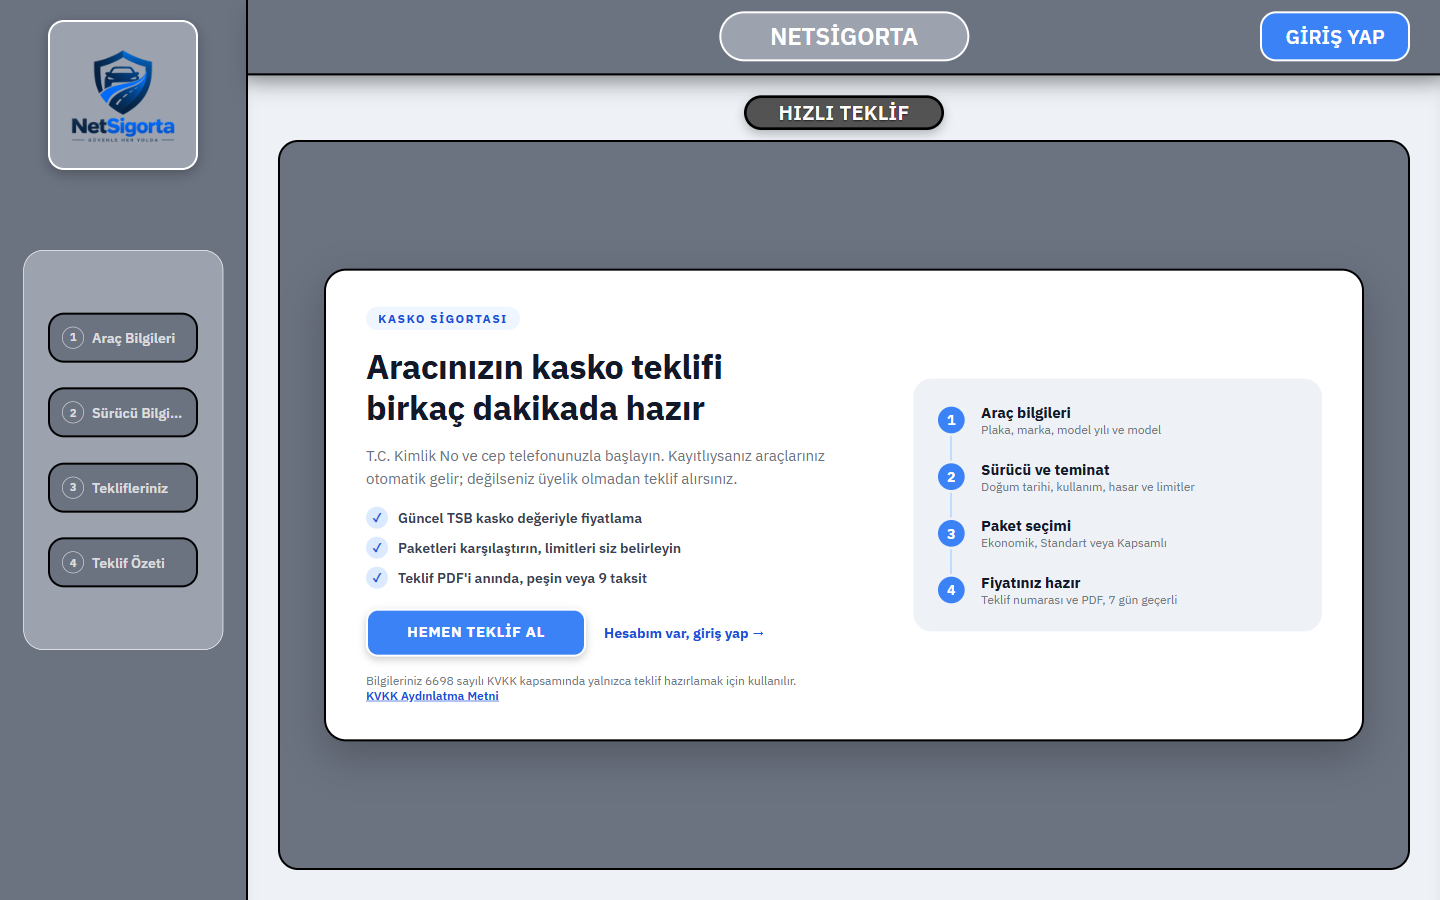 NetSigorta
GÜVENLE HER YOLDA
1 Araç Bilgileri
2 Sürücü Bilgi...
3 Teklifleriniz
4 Teklif Özeti
NETSİGORTA
GİRİŞ YAP
HIZLI TEKLİF
KASKO SİGORTASI
Aracınızın kasko teklifi
birkaç dakikada hazır
T.C. Kimlik No ve cep telefonunuzla başlayın. Kayıtlıysanız araçlarınız
otomatik gelir; değilseniz üyelik olmadan teklif alırsınız.
✓ Güncel TSB kasko değeriyle fiyatlama
✓ Paketleri karşılaştırın, limitleri siz belirleyin
✓ Teklif PDF'i anında, peşin veya 9 taksit
HEMEN TEKLİF AL
Hesabım var, giriş yap →
Bilgileriniz 6698 sayılı KVKK kapsamında yalnızca teklif hazırlamak için kullanılır.
KVKK Aydınlatma Metni
1 Araç bilgileri
Plaka, marka, model yılı ve model
2 Sürücü ve teminat
Doğum tarihi, kullanım, hasar ve limitler
3 Paket seçimi
Ekonomik, Standart veya Kapsamlı
4 Fiyatınız hazır
Teklif numarası ve PDF, 7 gün geçerli